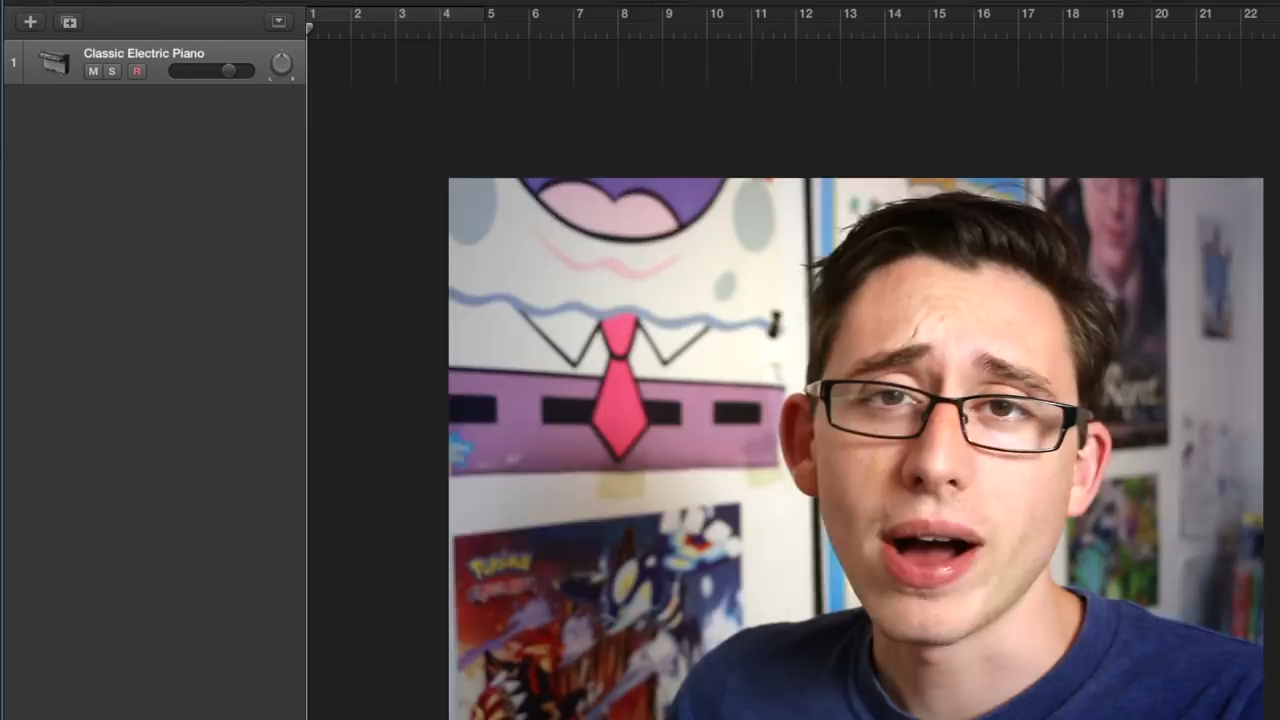 1 2 3 4 5 6 7 8 9 10 11 12 13 14 15 16 17 18 19 20 21 22
1 Classic Electric Piano
M S R
Regret.
POKéMON